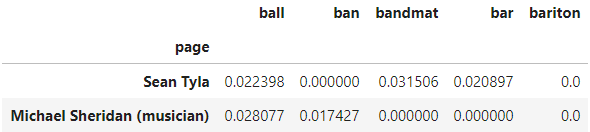 ball ban bandmat bar bariton
page
Sean Tyla 0.022398 0.000000 0.031506 0.020897 0.0
Michael Sheridan (musician) 0.028077 0.017427 0.000000 0.000000 0.0